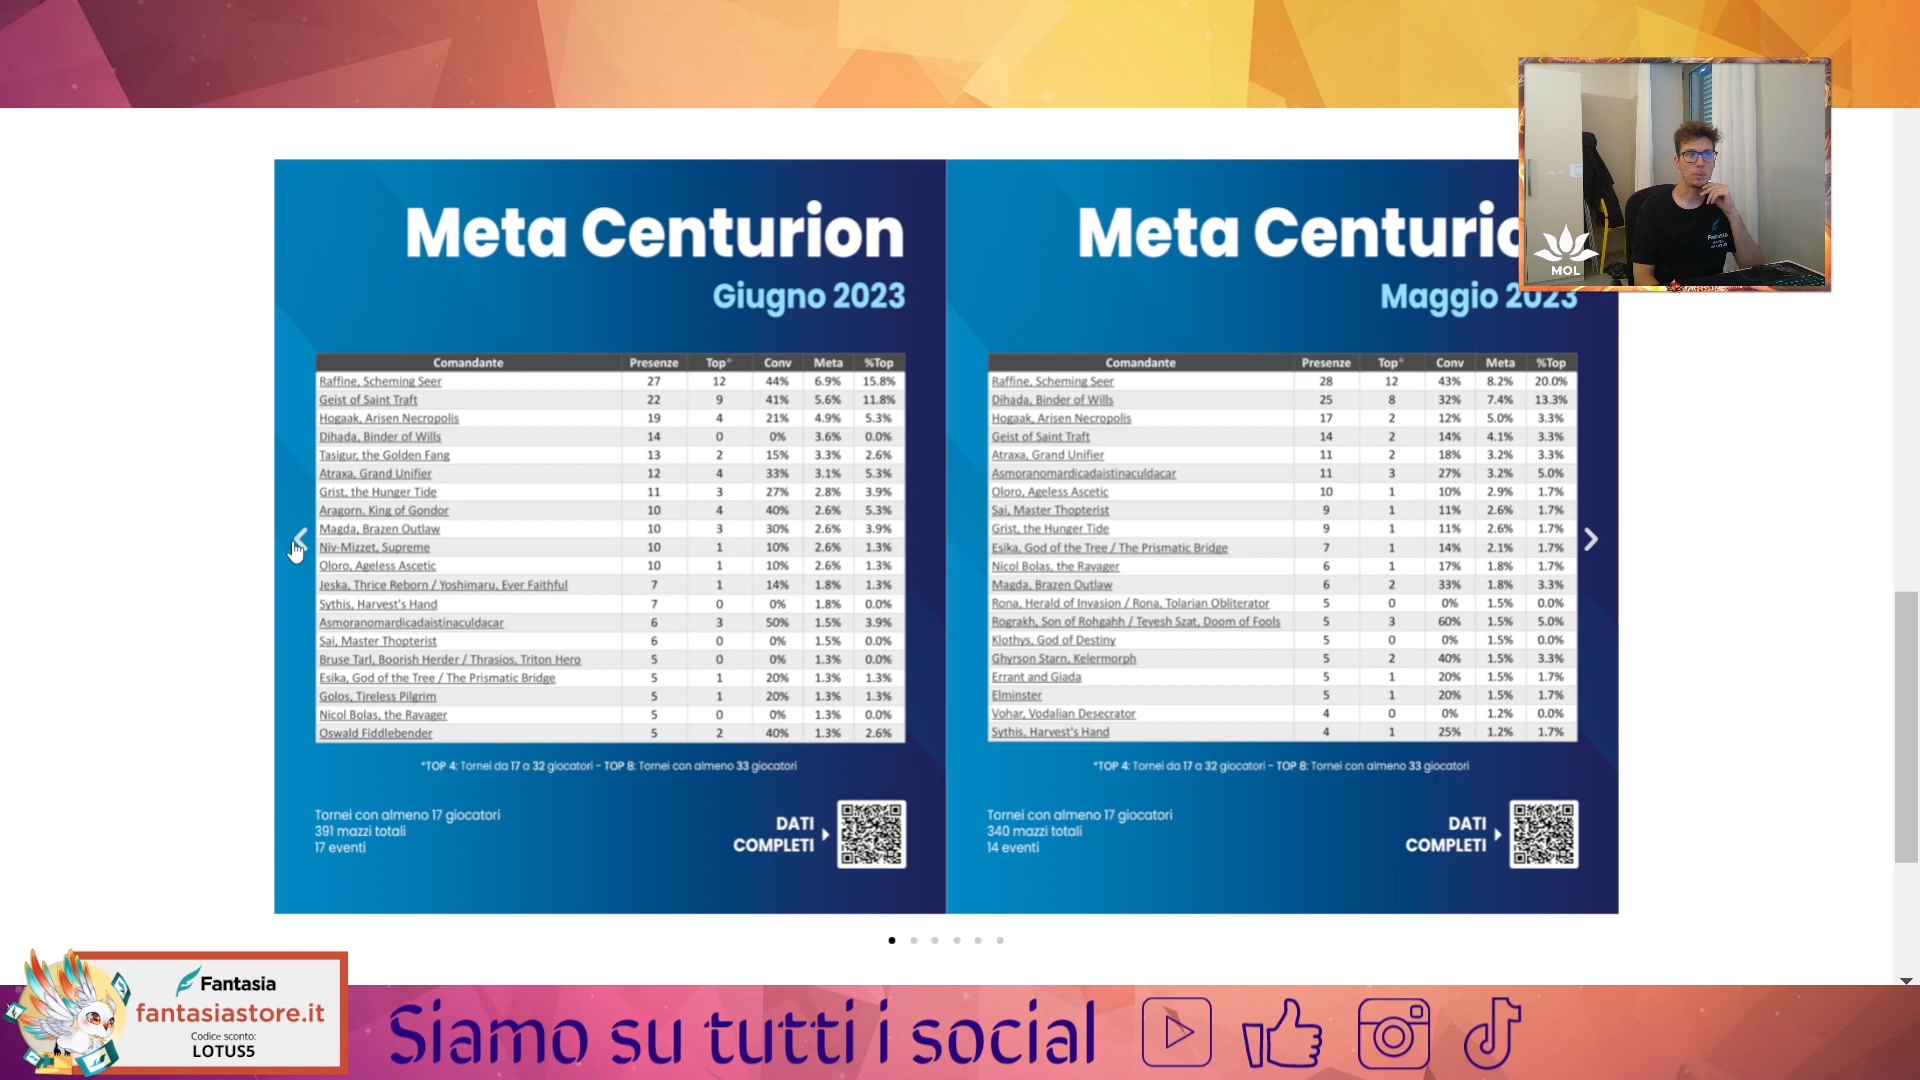 Meta Centurion
Giugno 2023
Comandante Presenze Top* Conv Meta %Top
Raffine, Scheming Seer 27 12 44% 6.9% 15.8%
Geist of Saint Traft 22 9 41% 5.6% 11.8%
Hogaak, Arisen Necropolis 19 4 21% 4.9% 5.3%
Dihada, Binder of Wills 14 0 0% 3.6% 0.0%
Tasigur, the Golden Fang 13 2 15% 3.3% 2.6%
Atraxa, Grand Unifier 12 4 33% 3.1% 5.3%
Grist, the Hunger Tide 11 3 27% 2.8% 3.9%
Aragorn, King of Gondor 10 4 40% 2.6% 5.3%
Magda, Brazen Outlaw 10 3 30% 2.6% 3.9%
Niv-Mizzet, Supreme 10 1 10% 2.6% 1.3%
Oloro, Ageless Ascetic 10 1 10% 2.6% 1.3%
Jeska, Thrice Reborn / Yoshimaru, Ever Faithful 7 1 14% 1.8% 1.3%
Sythis, Harvest's Hand 7 0 0% 1.8% 0.0%
Asmoranomardicadaistinaculdacar 6 3 50% 1.5% 3.9%
Sai, Master Thopterist 6 0 0% 1.5% 0.0%
Bruse Tarl, Boorish Herder / Thrasios, Triton Hero 5 0 0% 1.3% 0.0%
Esika, God of the Tree / The Prismatic Bridge 5 1 20% 1.3% 1.3%
Golos, Tireless Pilgrim 5 1 20% 1.3% 1.3%
Nicol Bolas, the Ravager 5 0 0% 1.3% 0.0%
Oswald Fiddlebender 5 2 40% 1.3% 2.6%
*TOP 4: Tornei da 17 a 32 giocatori - TOP 8: Tornei con almeno 33 giocatori
Tornei con almeno 17 giocatori
391 mazzi totali
17 eventi
DATI
COMPLETI
Meta Centurio
Maggio 2023
Comandante Presenze Top* Conv Meta %Top
Raffine, Scheming Seer 28 12 43% 8.2% 20.0%
Dihada, Binder of Wills 25 8 32% 7.4% 13.3%
Hogaak, Arisen Necropolis 17 2 12% 5.0% 3.3%
Geist of Saint Traft 14 2 14% 4.1% 3.3%
Atraxa, Grand Unifier 11 2 18% 3.2% 3.3%
Asmoranomardicadaistinaculdacar 11 3 27% 3.2% 5.0%
Oloro, Ageless Ascetic 10 1 10% 2.9% 1.7%
Sai, Master Thopterist 9 1 11% 2.6% 1.7%
Grist, the Hunger Tide 9 1 11% 2.6% 1.7%
Esika, God of the Tree / The Prismatic Bridge 7 1 14% 2.1% 1.7%
Nicol Bolas, the Ravager 6 1 17% 1.8% 1.7%
Magda, Brazen Outlaw 6 2 33% 1.8% 3.3%
Rona, Herald of Invasion / Rona, Tolarian Obliterator 5 0 0% 1.5% 0.0%
Rograkh, Son of Rohgahh / Tevesh Szat, Doom of Fools 5 3 60% 1.5% 5.0%
Klothys, God of Destiny 5 0 0% 1.5% 0.0%
Ghyrson Starn, Kelermorph 5 2 40% 1.5% 3.3%
Errant and Giada 5 1 20% 1.5% 1.7%
Elminster 5 1 20% 1.5% 1.7%
Vohar, Vodalian Desecrator 4 0 0% 1.2% 0.0%
Sythis, Harvest's Hand 4 1 25% 1.2% 1.7%
*TOP 4: Tornei da 17 a 32 giocatori - TOP 8: Tornei con almeno 33 giocatori
Tornei con almeno 17 giocatori
340 mazzi totali
14 eventi
DATI
COMPLETI
MOL
Fantasia
fantasiastore.it
Codice sconto:
LOTUS5
Siamo su tutti i social